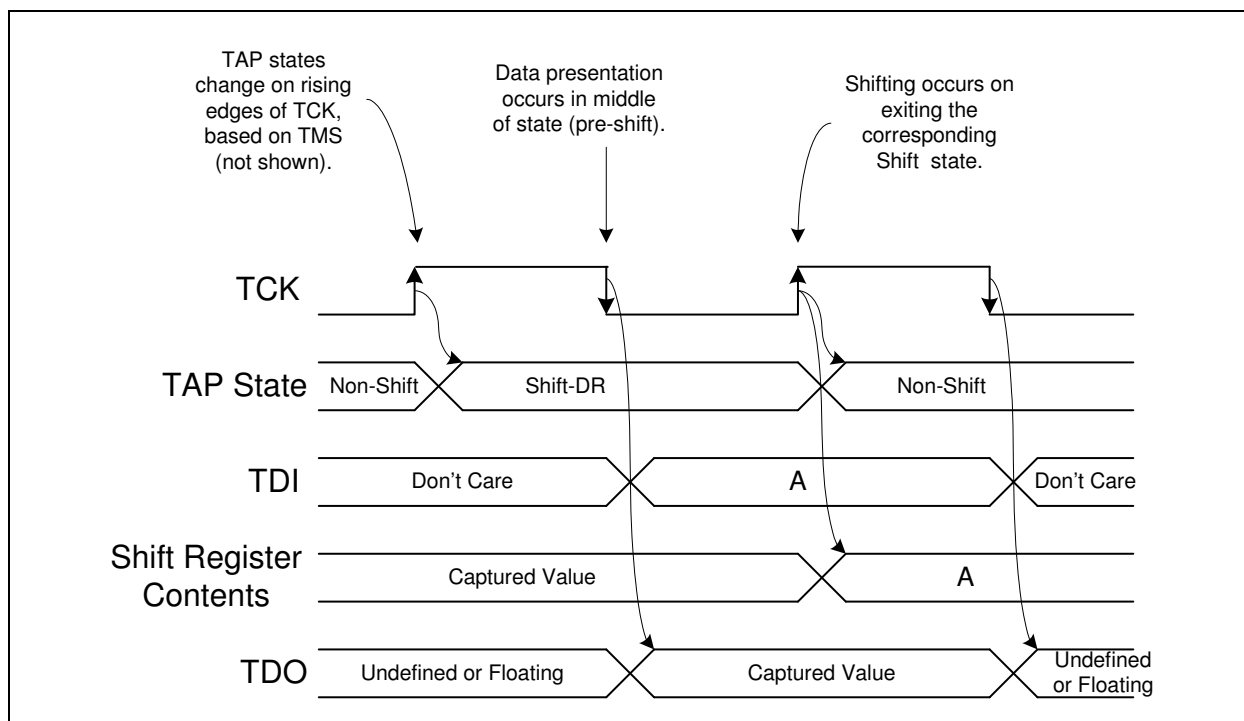 TAP states
change on rising
edges of TCK,
based on TMS
(not shown).
Data presentation
occurs in middle
of state (pre-shift).
Shifting occurs on
exiting the
corresponding
Shift state.
TCK
TAP State
Non-Shift
Shift-DR
Non-Shift
TDI
Don't Care
A
Don't Care
Shift Register
Contents
Captured Value
A
TDO
Undefined or Floating
Captured Value
Undefined
or Floating